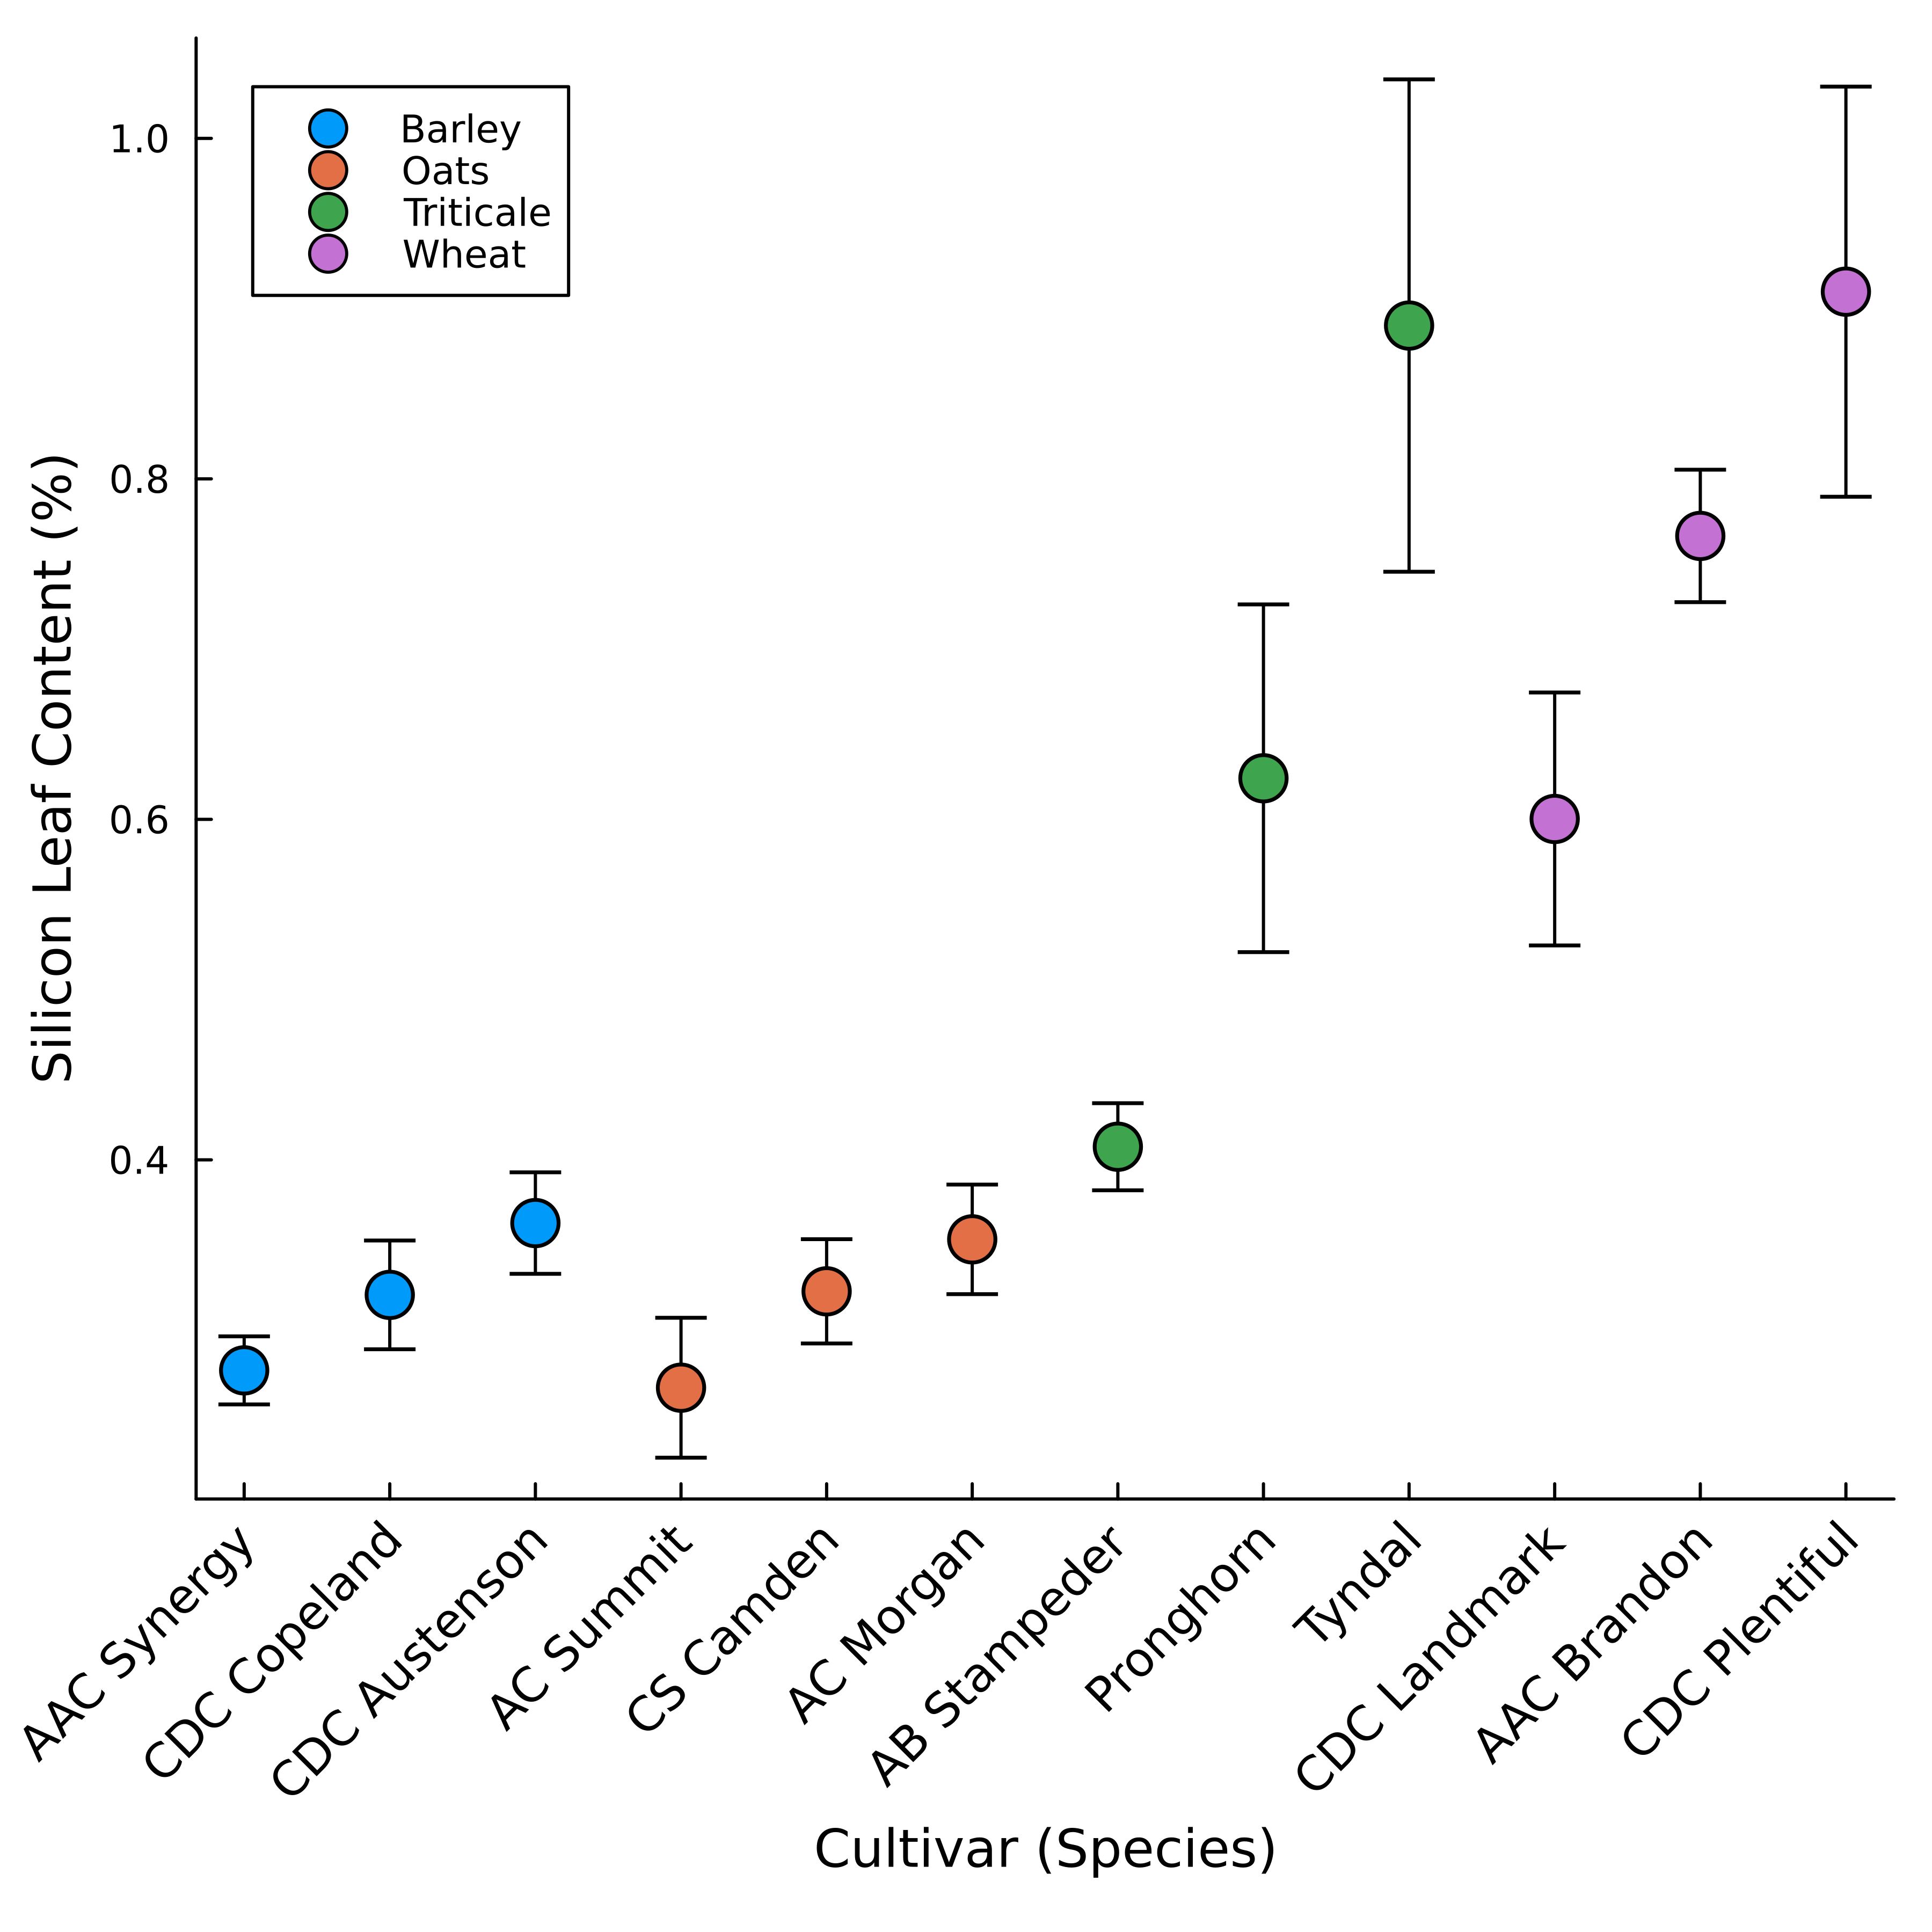 Barley
Oats
Triticale
Wheat
1.0
0.8
0.6
0.4
Silicon Leaf Content (%)
AAC Synergy
CDC Copeland
CDC Austenson
AC Summit
CS Camden
AC Morgan
AB Stampeder
Pronghorn
Tyndal
CDC Landmark
AAC Brandon
CDC Plentiful
Cultivar (Species)